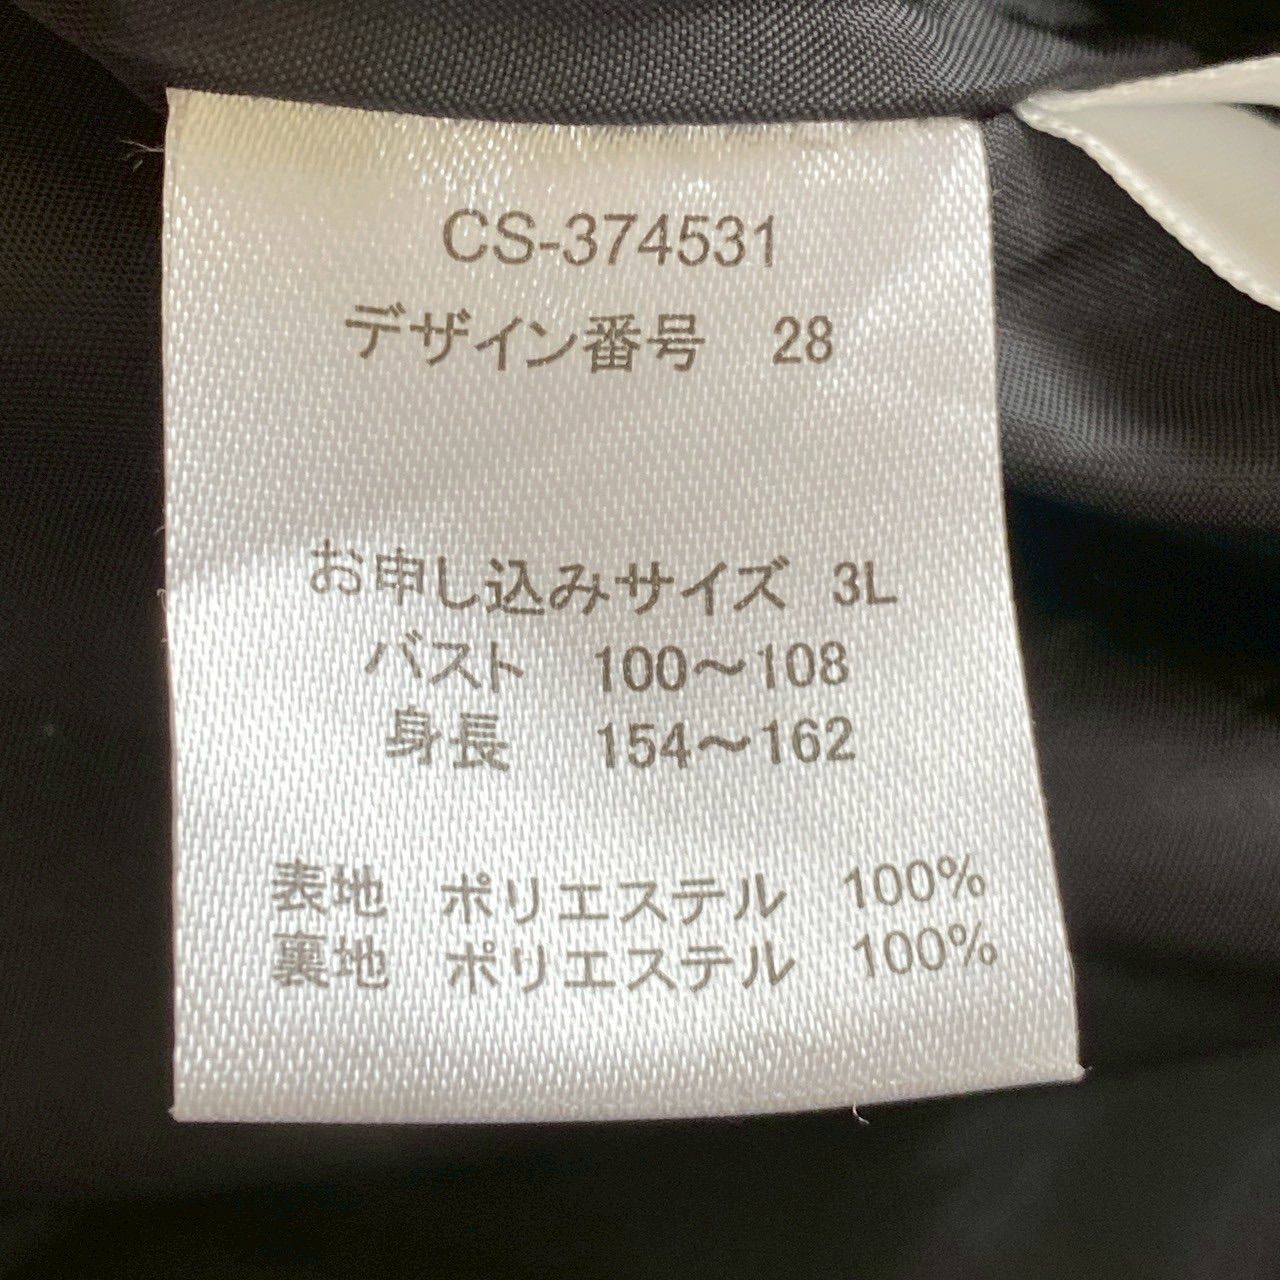 CS-374531
デザイン番号 28
お申し込みサイズ 3L
バスト 100～108
身長 154～162
表地 ポリエステル 100%
裏地 ポリエステル 100%